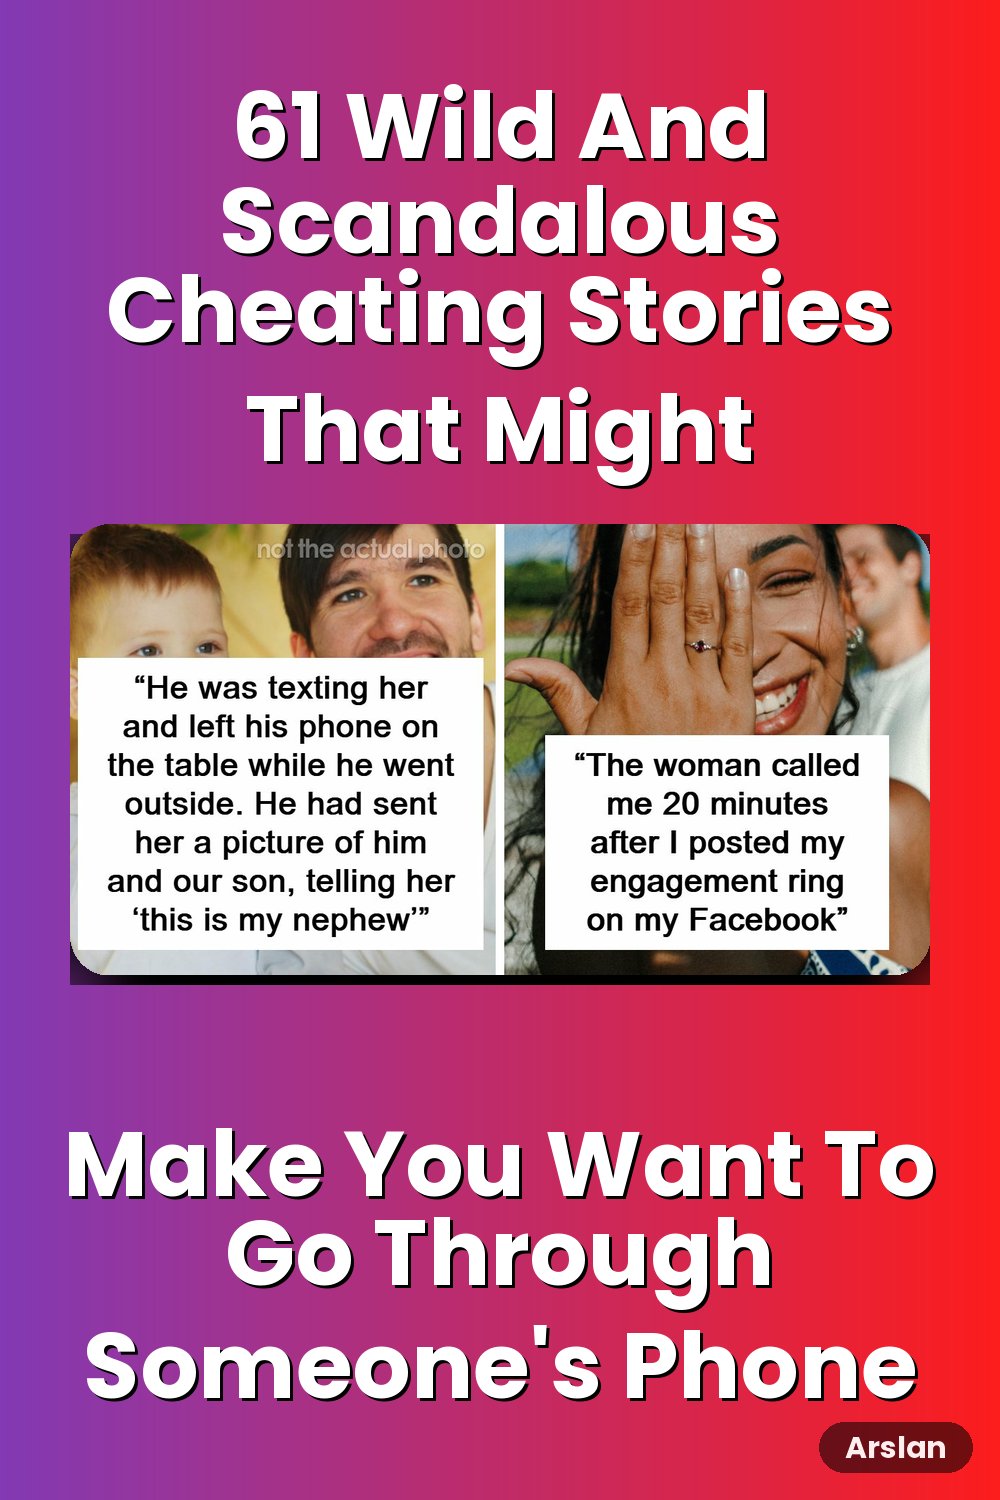 61 Wild And
Scandalous
Cheating Stories
That Might
not the actual photo
“He was texting her
and left his phone on
the table while he went
outside. He had sent
her a picture of him
and our son, telling her
‘this is my nephew’”
“The woman called
me 20 minutes
after I posted my
engagement ring
on my Facebook”
Make You Want To
Go Through
Someone's Phone
Arslan